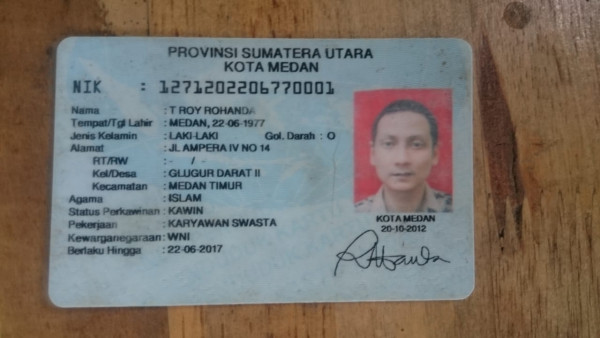 PROVINSI SUMATERA UTARA
KOTA MEDAN
NIK : 1271202206770001
Nama : T ROY ROHANDA
Tempat/Tgl Lahir : MEDAN, 22-06-1977
Jenis Kelamin : LAKI-LAKI Gol. Darah : O
Alamat : JL AMPERA IV NO 14
RT/RW : - / -
Kel/Desa : GLUGUR DARAT II
Kecamatan : MEDAN TIMUR
Agama : ISLAM
Status Perkawinan : KAWIN
Pekerjaan : KARYAWAN SWASTA
Kewarganegaraan : WNI
Berlaku Hingga : 22-06-2017
KOTA MEDAN
20-10-2012